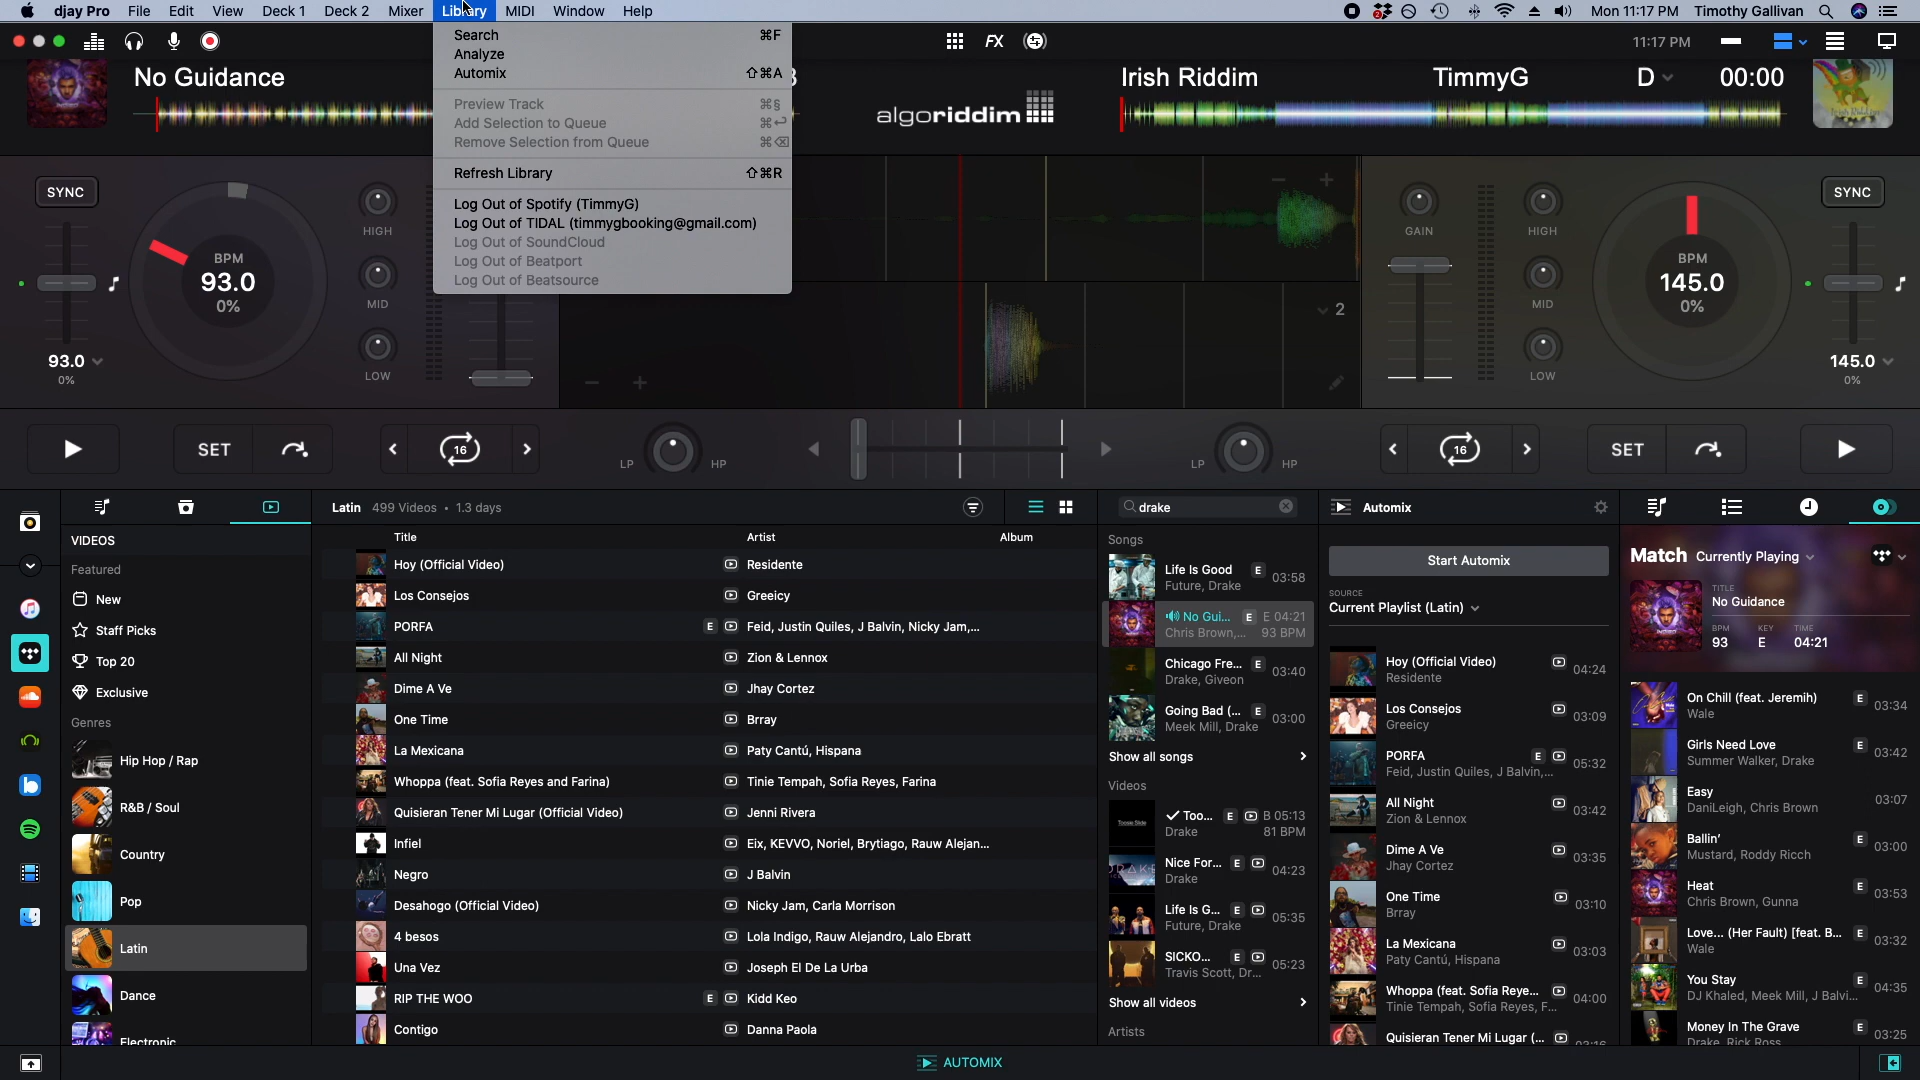 djay Pro File Edit View Deck 1 Deck 2 Mixer Library MIDI Window Help
Mon 11:17 PM Timothy Gallivan
FX
11:17 PM
Search ⌘F
Analyze
Automix ⇧⌘A
Preview Track ⌘§
Add Selection to Queue ⌘↩
Remove Selection from Queue ⌘⌫
Refresh Library ⇧⌘R
Log Out of Spotify (TimmyG)
Log Out of TIDAL (timmygbooking@gmail.com)
Log Out of SoundCloud
Log Out of Beatport
Log Out of Beatsource
No Guidance
algoriddim
Irish Riddim TimmyG D 00:00
SYNC
HIGH
MID
LOW
BPM
93.0
0%
93.0
0%
2
GAIN
HIGH
MID
LOW
BPM
145.0
0%
SYNC
145.0
0%
SET 16 LP HP LP HP 16 SET
VIDEOS
Featured
New
Staff Picks
Top 20
Exclusive
Genres
Hip Hop / Rap
R&B / Soul
Country
Pop
Latin
Dance
Electronic
Latin 499 Videos • 1.3 days
Title Artist Album
Hoy (Official Video) Residente
Los Consejos Greeicy
PORFA E Feid, Justin Quiles, J Balvin, Nicky Jam,...
All Night Zion & Lennox
Dime A Ve Jhay Cortez
One Time Brray
La Mexicana Paty Cantú, Hispana
Whoppa (feat. Sofia Reyes and Farina) Tinie Tempah, Sofia Reyes, Farina
Quisieran Tener Mi Lugar (Official Video) Jenni Rivera
Infiel Eix, KEVVO, Noriel, Brytiago, Rauw Alejan...
Negro J Balvin
Desahogo (Official Video) Nicky Jam, Carla Morrison
4 besos Lola Indigo, Rauw Alejandro, Lalo Ebratt
Una Vez Joseph El De La Urba
RIP THE WOO E Kidd Keo
Contigo Danna Paola
drake
Songs
Life Is Good E 03:58
Future, Drake
No Gui... E E 04:21
Chris Brown,... 93 BPM
Chicago Fre... E 03:40
Drake, Giveon
Going Bad (... E 03:00
Meek Mill, Drake
Show all songs
Videos
Toosie Slide
Too... E B 05:13
Drake 81 BPM
Nice For... E 04:23
Drake
Life Is G... E 05:35
Future, Drake
SICKO... E 05:23
Travis Scott, Dr...
Show all videos
Artists
Automix
Start Automix
SOURCE
Current Playlist (Latin)
Hoy (Official Video) 04:24
Residente
Los Consejos 03:09
Greeicy
PORFA E 05:32
Feid, Justin Quiles, J Balvin,...
All Night 03:42
Zion & Lennox
Dime A Ve 03:35
Jhay Cortez
One Time 03:10
Brray
La Mexicana 03:03
Paty Cantú, Hispana
Whoppa (feat. Sofia Reye... 04:00
Tinie Tempah, Sofia Reyes, F...
Quisieran Tener Mi Lugar (...
Match Currently Playing
TITLE
No Guidance
BPM KEY TIME
93 E 04:21
On Chill (feat. Jeremih) E 03:34
Wale
Girls Need Love E 03:42
Summer Walker, Drake
Easy 03:07
DaniLeigh, Chris Brown
Ballin' E 03:00
Mustard, Roddy Ricch
Heat E 03:53
Chris Brown, Gunna
Love... (Her Fault) [feat. B... E 03:32
Wale
You Stay E 04:35
DJ Khaled, Meek Mill, J Balvi...
Money In The Grave E 03:25
Drake, Rick Ross
AUTOMIX